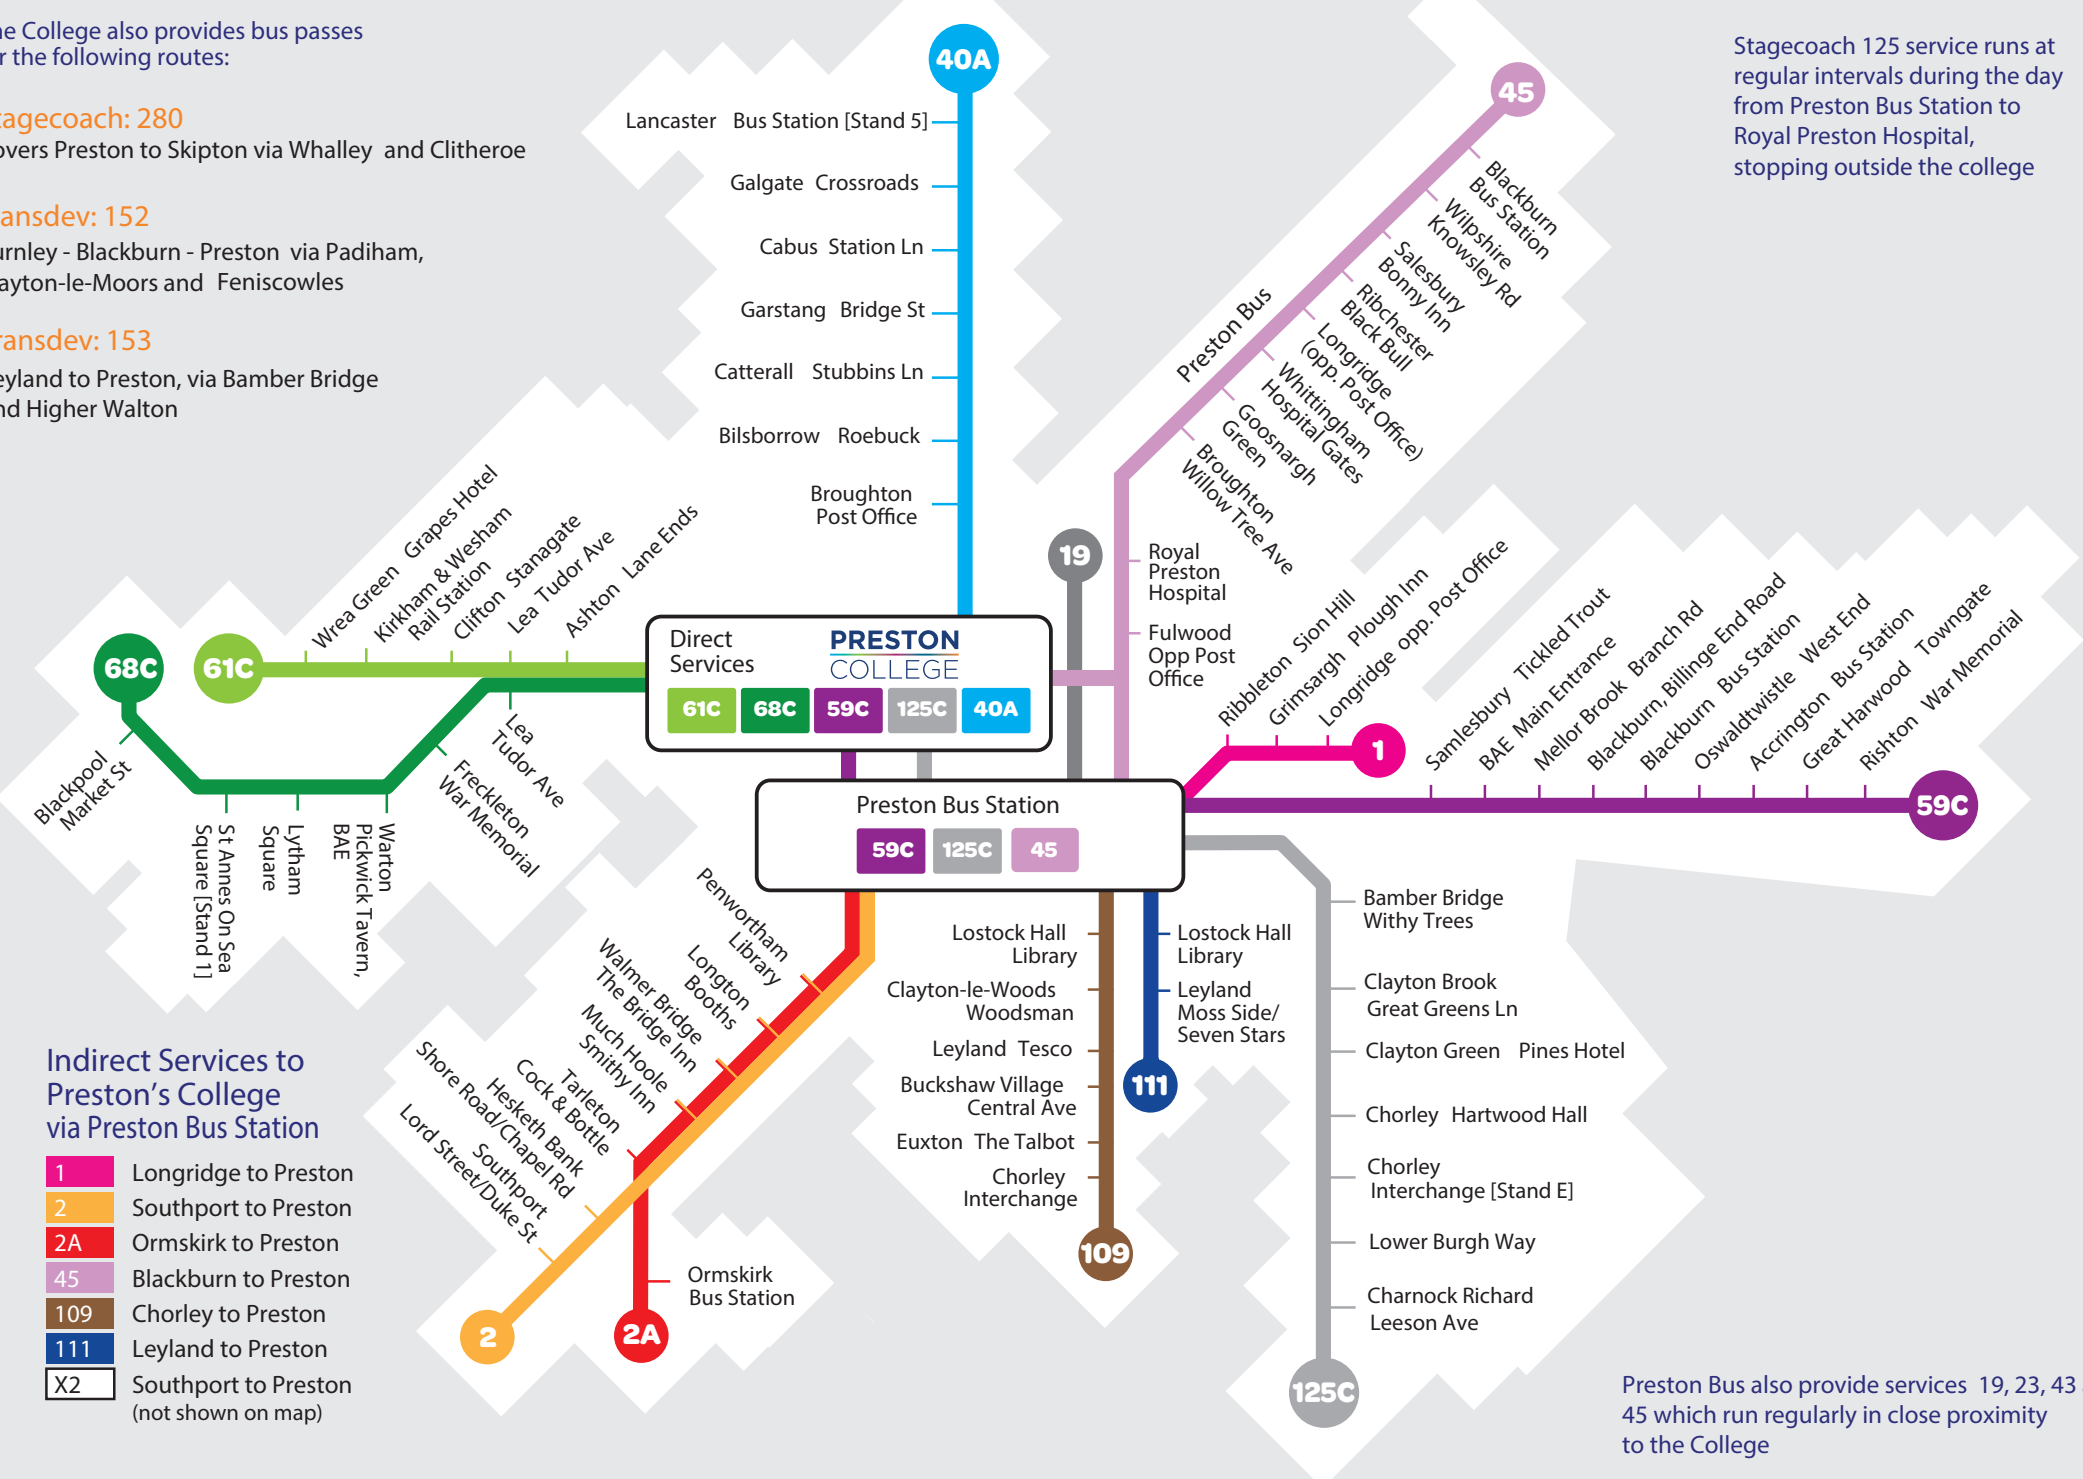 he College also provides bus passes
r the following routes:
tagecoach: 280
overs Preston to Skipton via Whalley and Clitheroe
ansdev: 152
urnley - Blackburn - Preston via Padiham,
ayton-le-Moors and Feniscowles
ransdev: 153
eyland to Preston, via Bamber Bridge
nd Higher Walton
40A
Lancaster Bus Station [Stand 5]
Galgate Crossroads
Cabus Station Ln
Garstang Bridge St
Catterall Stubbins Ln
Bilsborrow Roebuck
Broughton
Post Office
45
Preston Bus
Blackburn
Bus Station
Wilpshire
Knowsley Rd
Salesbury
Bonny Inn
Ribchester
Black Bull
Longridge
(opp. Post Office)
Whittingham
Hospital Gates
Goosnargh
Green
Broughton
Willow Tree Ave
Royal
Preston
Hospital
Fulwood
Opp Post
Office
Stagecoach 125 service runs at
regular intervals during the day
from Preston Bus Station to
Royal Preston Hospital,
stopping outside the college
19
68C
61C
Wrea Green Grapes Hotel
Kirkham & Wesham
Rail Station
Clifton Stanagate
Lea Tudor Ave
Ashton Lane Ends
Direct
Services
PRESTON
COLLEGE
61C
68C
59C
125C
40A
Blackpool
Market St
St Annes On Sea
Square [Stand 1]
Lytham
Square
Warton
Pickwick Tavern,
BAE
Freckleton
War Memorial
Lea
Tudor Ave
Preston Bus Station
59C
125C
45
Ribbleton Sion Hill
Grimsargh Plough Inn
Longridge opp. Post Office
1
Samlesbury Tickled Trout
BAE Main Entrance
Mellor Brook Branch Rd
Blackburn, Billinge End Road
Blackburn Bus Station
Oswaldtwistle West End
Accrington Bus Station
Great Harwood Towngate
Rishton War Memorial
59C
Penwortham
Library
Longton
Booths
Walmer Bridge
The Bridge Inn
Much Hoole
Smithy Inn
Tarleton
Cock & Bottle
Hesketh Bank
Shore Road/Chapel Rd
Southport
Lord Street/Duke St
2
Ormskirk
Bus Station
2A
Lostock Hall
Library
Clayton-le-Woods
Woodsman
Leyland Tesco
Buckshaw Village
Central Ave
Euxton The Talbot
Chorley
Interchange
109
Lostock Hall
Library
Leyland
Moss Side/
Seven Stars
111
Bamber Bridge
Withy Trees
Clayton Brook
Great Greens Ln
Clayton Green Pines Hotel
Chorley Hartwood Hall
Chorley
Interchange [Stand E]
Lower Burgh Way
Charnock Richard
Leeson Ave
125C
Indirect Services to
Preston's College
via Preston Bus Station
1 Longridge to Preston
2 Southport to Preston
2A Ormskirk to Preston
45 Blackburn to Preston
109 Chorley to Preston
111 Leyland to Preston
X2 Southport to Preston
(not shown on map)
Preston Bus also provide services 19, 23, 43
45 which run regularly in close proximity
to the College